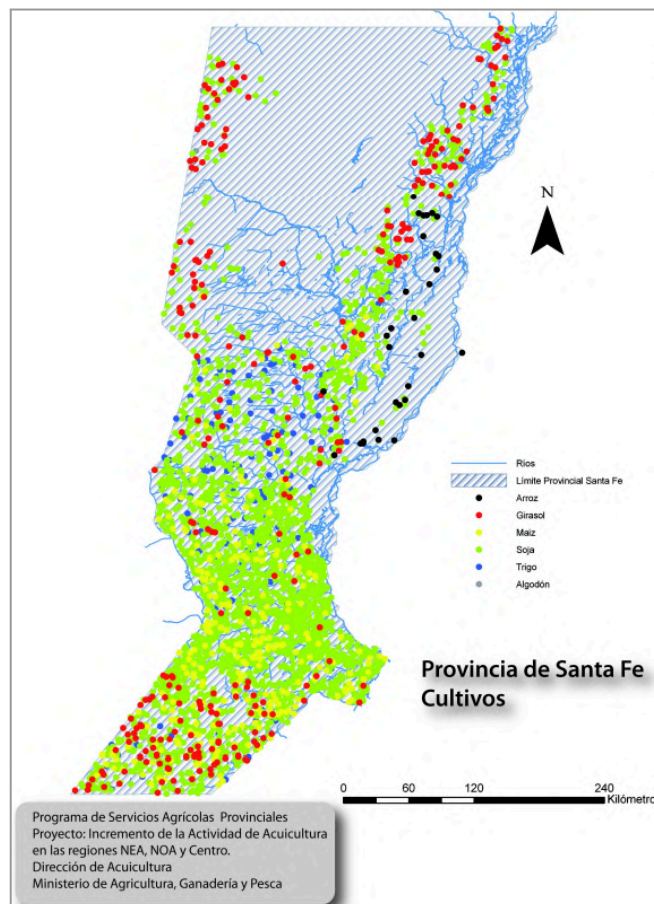 N
Ríos
Límite Provincial Santa Fe
Arroz
Girasol
Maiz
Soja
Trigo
Algodón
Provincia de Santa Fe
Cultivos
0 60 120 240
Kilómetro
Programa de Servicios Agrícolas Provinciales
Proyecto: Incremento de la Actividad de Acuicultura
en las regiones NEA, NOA y Centro.
Dirección de Acuicultura
Ministerio de Agricultura, Ganadería y Pesca